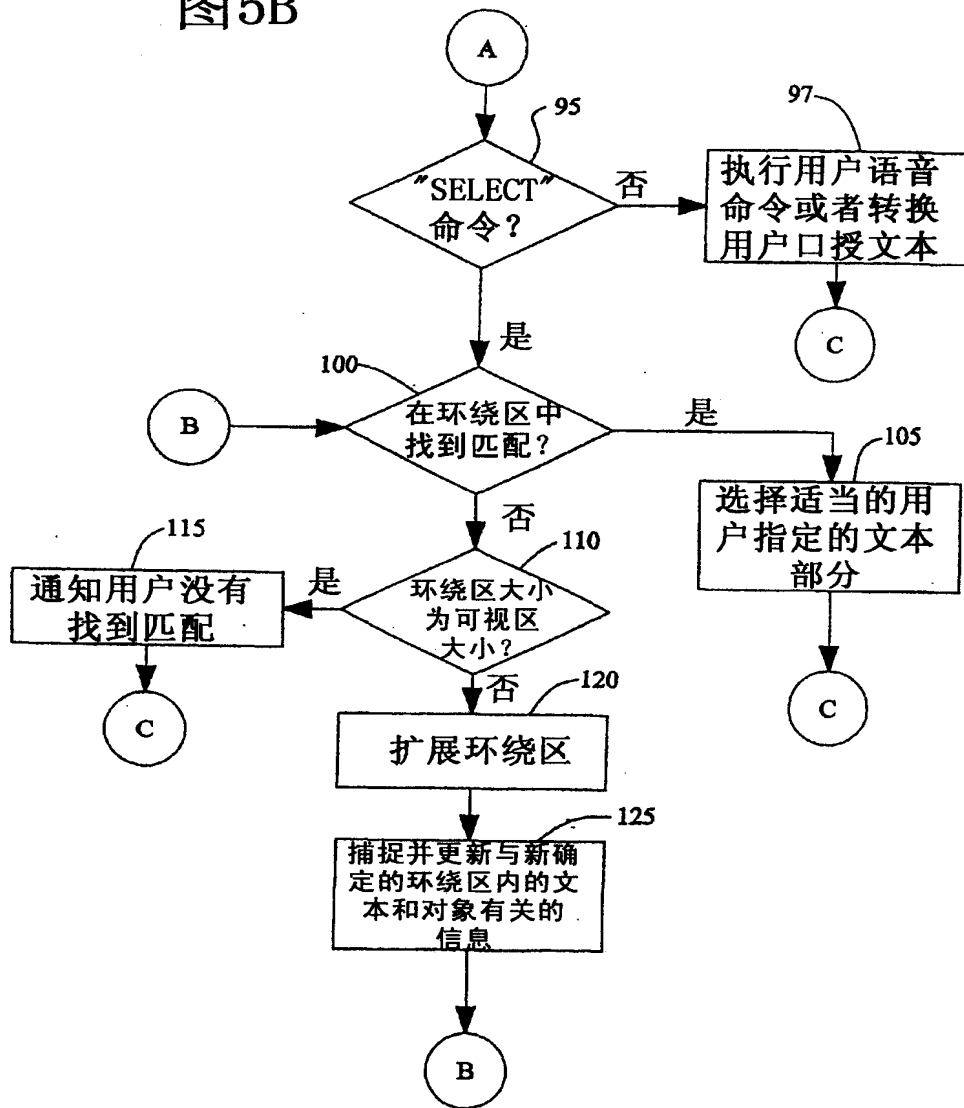 图5B
A
95
97
"SELECT"
命令?
否
执行用户语音
命令或者转换
用户口授文本
是
C
100
B
在环绕区中
找到匹配?
是
105
选择适当的用
户指定的文本
部分
否
115
110
通知用户没有
找到匹配
是
环绕区大小
为可视区
大小?
C
C
否
120
扩展环绕区
125
捕捉并更新与新确
定的环绕区内的文
本和对象有关的
信息
B